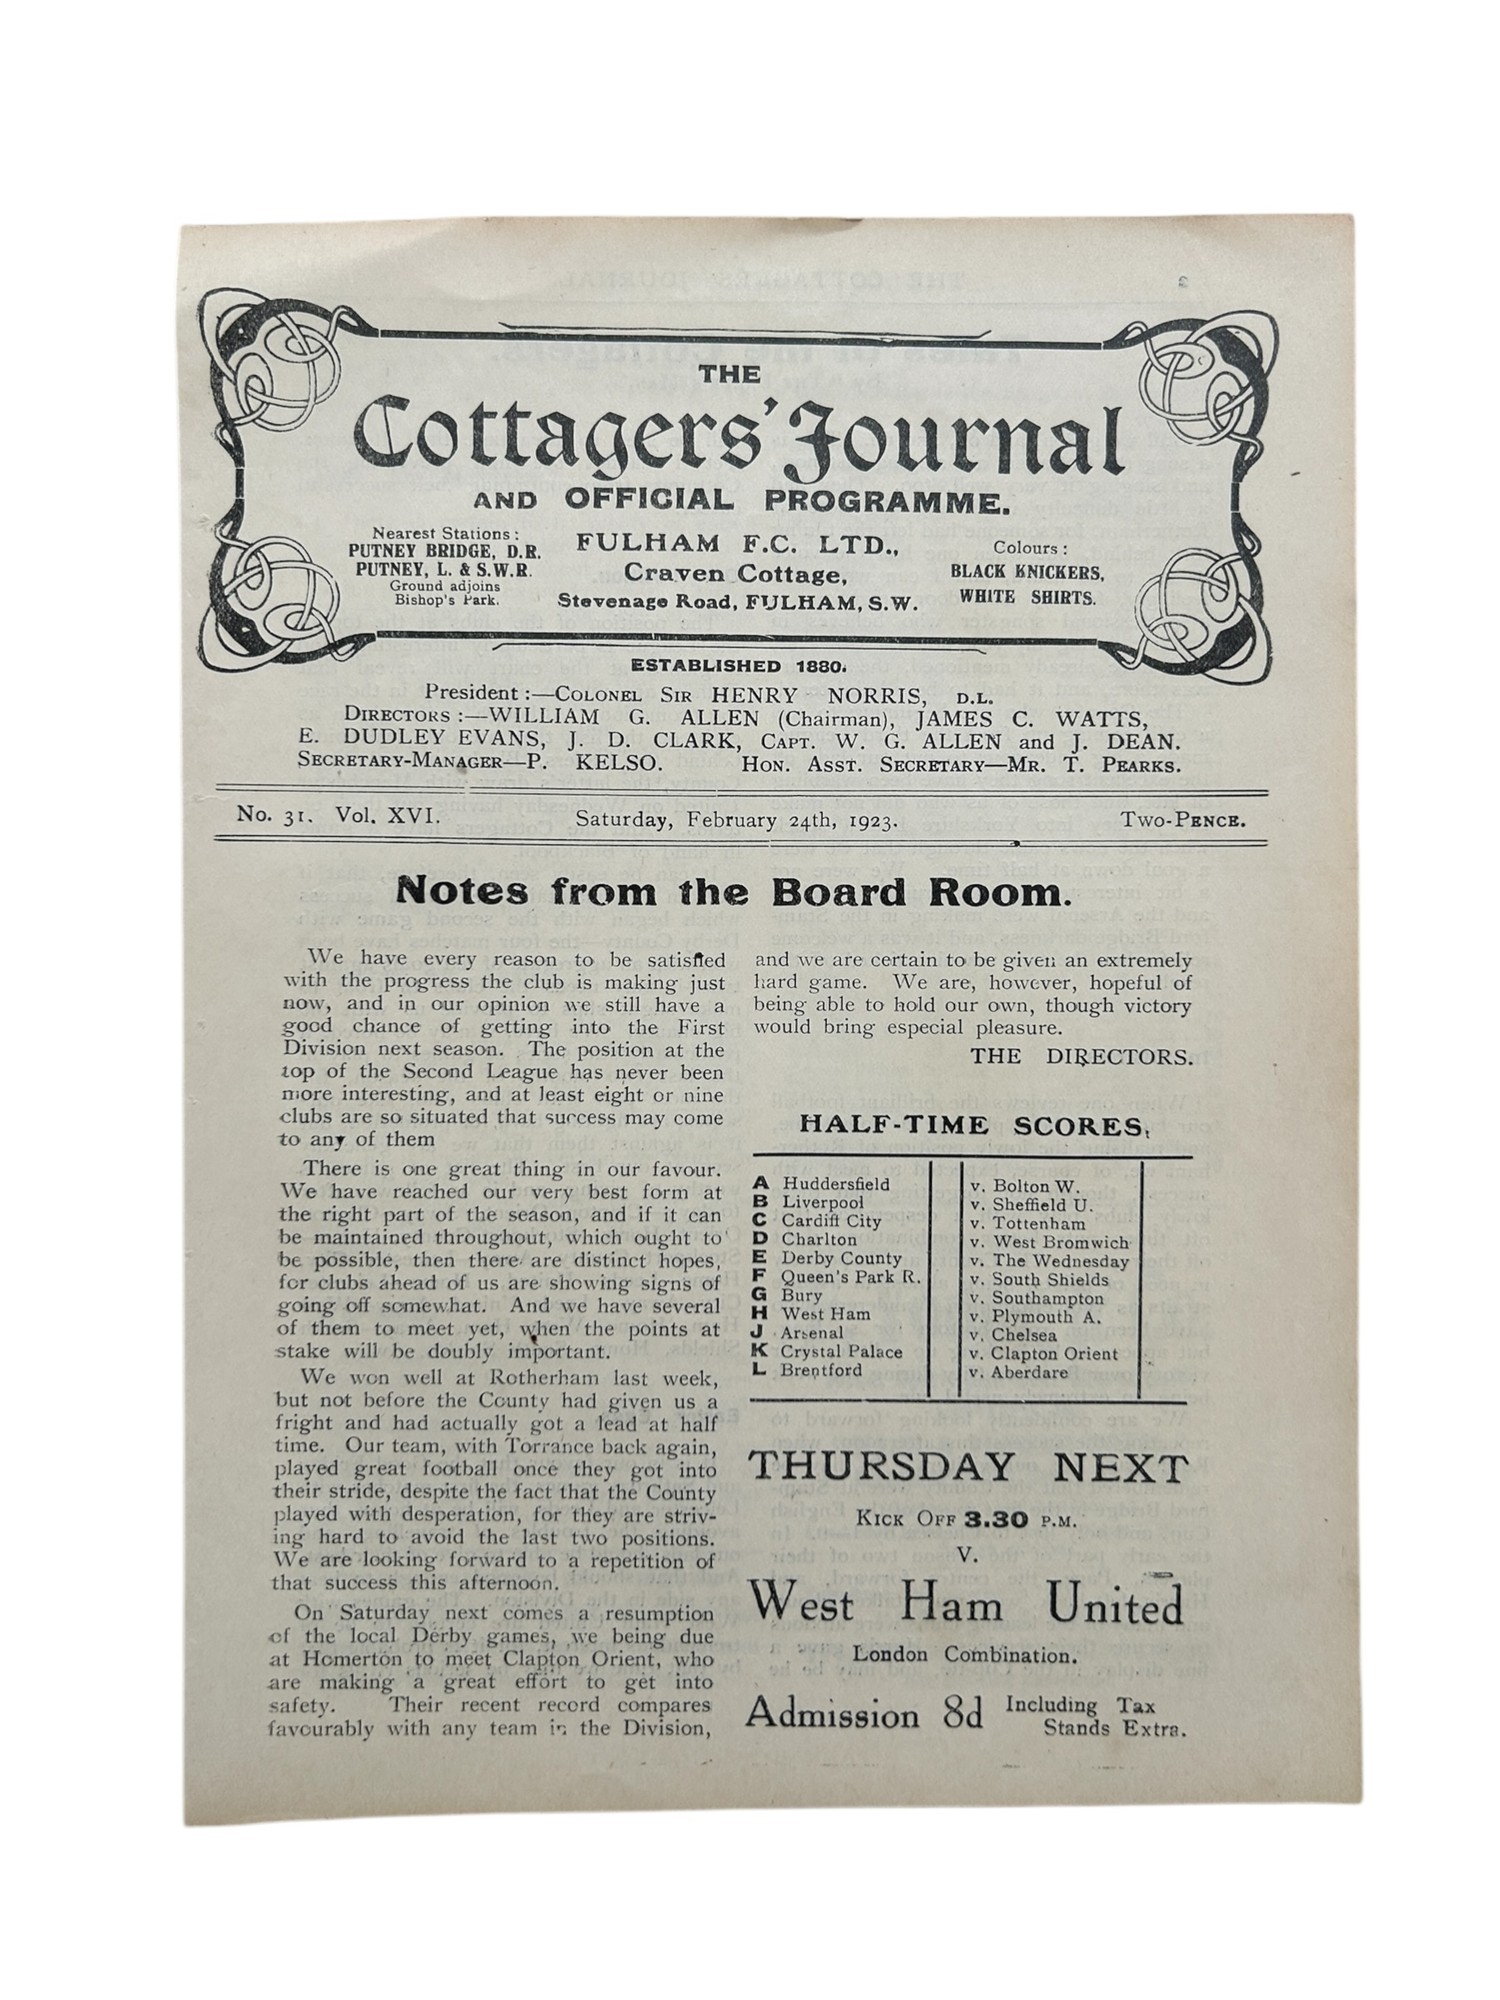 THE
Cottagers' Journal
AND OFFICIAL PROGRAMME.
Nearest Stations :
PUTNEY BRIDGE, D.R.
PUTNEY, L. & S.W.R.
Ground adjoins
Bishop's Park.
FULHAM F.C. LTD.,
Craven Cottage,
Stevenage Road, FULHAM, S.W.
Colours :
BLACK KNICKERS,
WHITE SHIRTS.
ESTABLISHED 1880.
President :—COLONEL SIR HENRY NORRIS, D.L.
DIRECTORS :—WILLIAM G. ALLEN (Chairman), JAMES C. WATTS,
E. DUDLEY EVANS, J. D. CLARK, CAPT. W. G. ALLEN and J. DEAN.
SECRETARY-MANAGER—P. KELSO. HON. ASST. SECRETARY—MR. T. PEARKS.
No. 31. Vol. XVI. Saturday, February 24th, 1923. TWO-PENCE.
Notes from the Board Room.
We have every reason to be satisfied
with the progress the club is making just
now, and in our opinion we still have a
good chance of getting into the First
Division next season. The position at the
top of the Second League has never been
more interesting, and at least eight or nine
clubs are so situated that success may come
to any of them
There is one great thing in our favour.
We have reached our very best form at
the right part of the season, and if it can
be maintained throughout, which ought to
be possible, then there are distinct hopes,
for clubs ahead of us are showing signs of
going off somewhat. And we have several
of them to meet yet, when the points at
stake will be doubly important.
We won well at Rotherham last week,
but not before the County had given us a
fright and had actually got a lead at half
time. Our team, with Torrance back again,
played great football once they got into
their stride, despite the fact that the County
played with desperation, for they are striv-
ing hard to avoid the last two positions.
We are looking forward to a repetition of
that success this afternoon.
On Saturday next comes a resumption
of the local Derby games, we being due
at Homerton to meet Clapton Orient, who
are making a great effort to get into
safety. Their recent record compares
favourably with any team in the Division,
and we are certain to be given an extremely
hard game. We are, however, hopeful of
being able to hold our own, though victory
would bring especial pleasure.
THE DIRECTORS.
HALF-TIME SCORES.
A Huddersfield v. Bolton W.
B Liverpool v. Sheffield U.
C Cardiff City v. Tottenham
D Charlton v. West Bromwich
E Derby County v. The Wednesday
F Queen's Park R. v. South Shields
G Bury v. Southampton
H West Ham v. Plymouth A.
J Arsenal v. Chelsea
K Crystal Palace v. Clapton Orient
L Brentford v. Aberdare
THURSDAY NEXT
KICK OFF 3.30 P.M.
V.
West Ham United
London Combination.
Admission 8d Including Tax
Stands Extra.